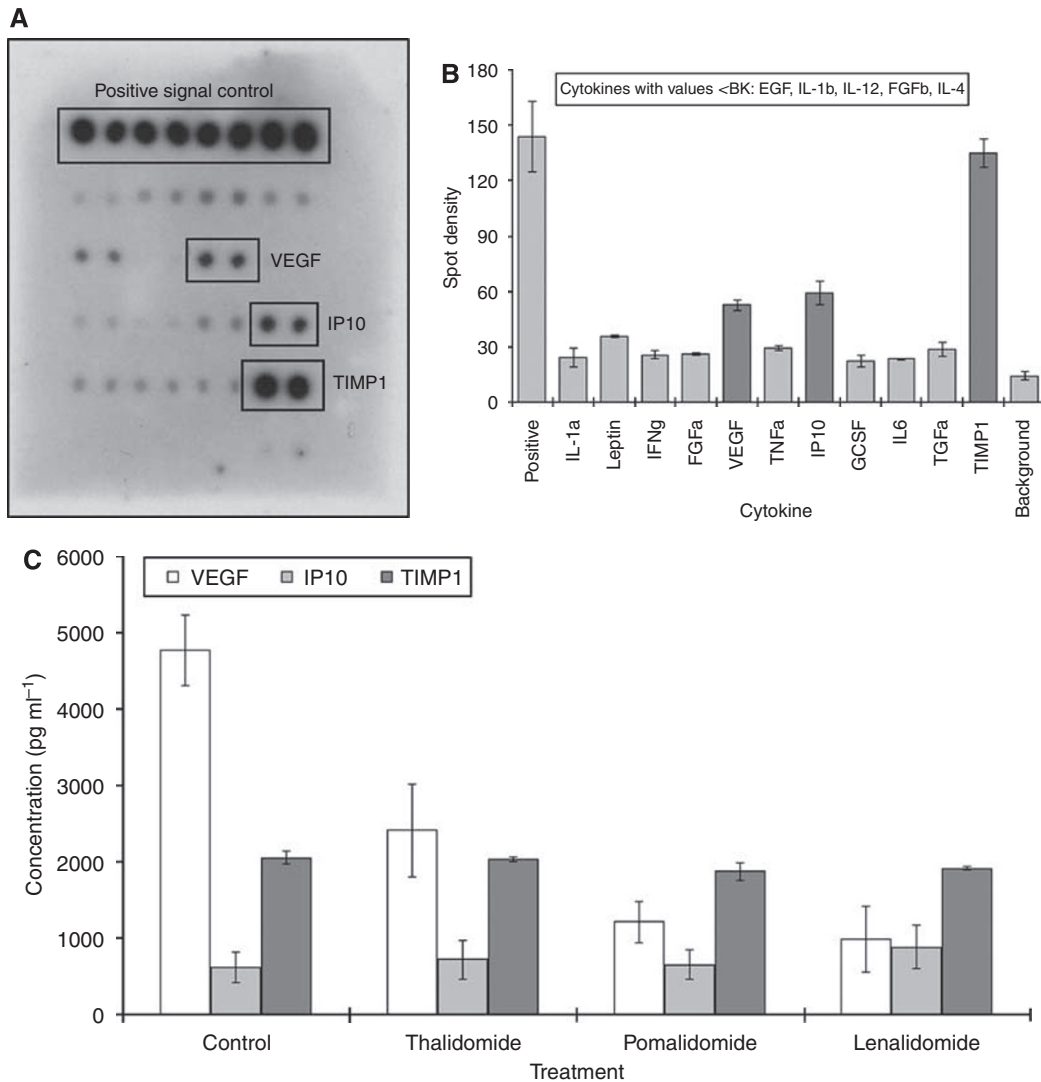 A
Positive signal control
VEGF
IP10
TIMP1
B
Cytokines with values <BK: EGF, IL-1b, IL-12, FGFb, IL-4
Spot density
180
150
120
90
60
30
0
Positive
IL-1a
Leptin
IFNg
FGFa
VEGF
TNFa
IP10
GCSF
IL6
TGFa
TIMP1
Background
Cytokine
C
VEGF IP10 TIMP1
Concentration (pg ml⁻¹)
6000
5000
4000
3000
2000
1000
0
Control Thalidomide Pomalidomide Lenalidomide
Treatment